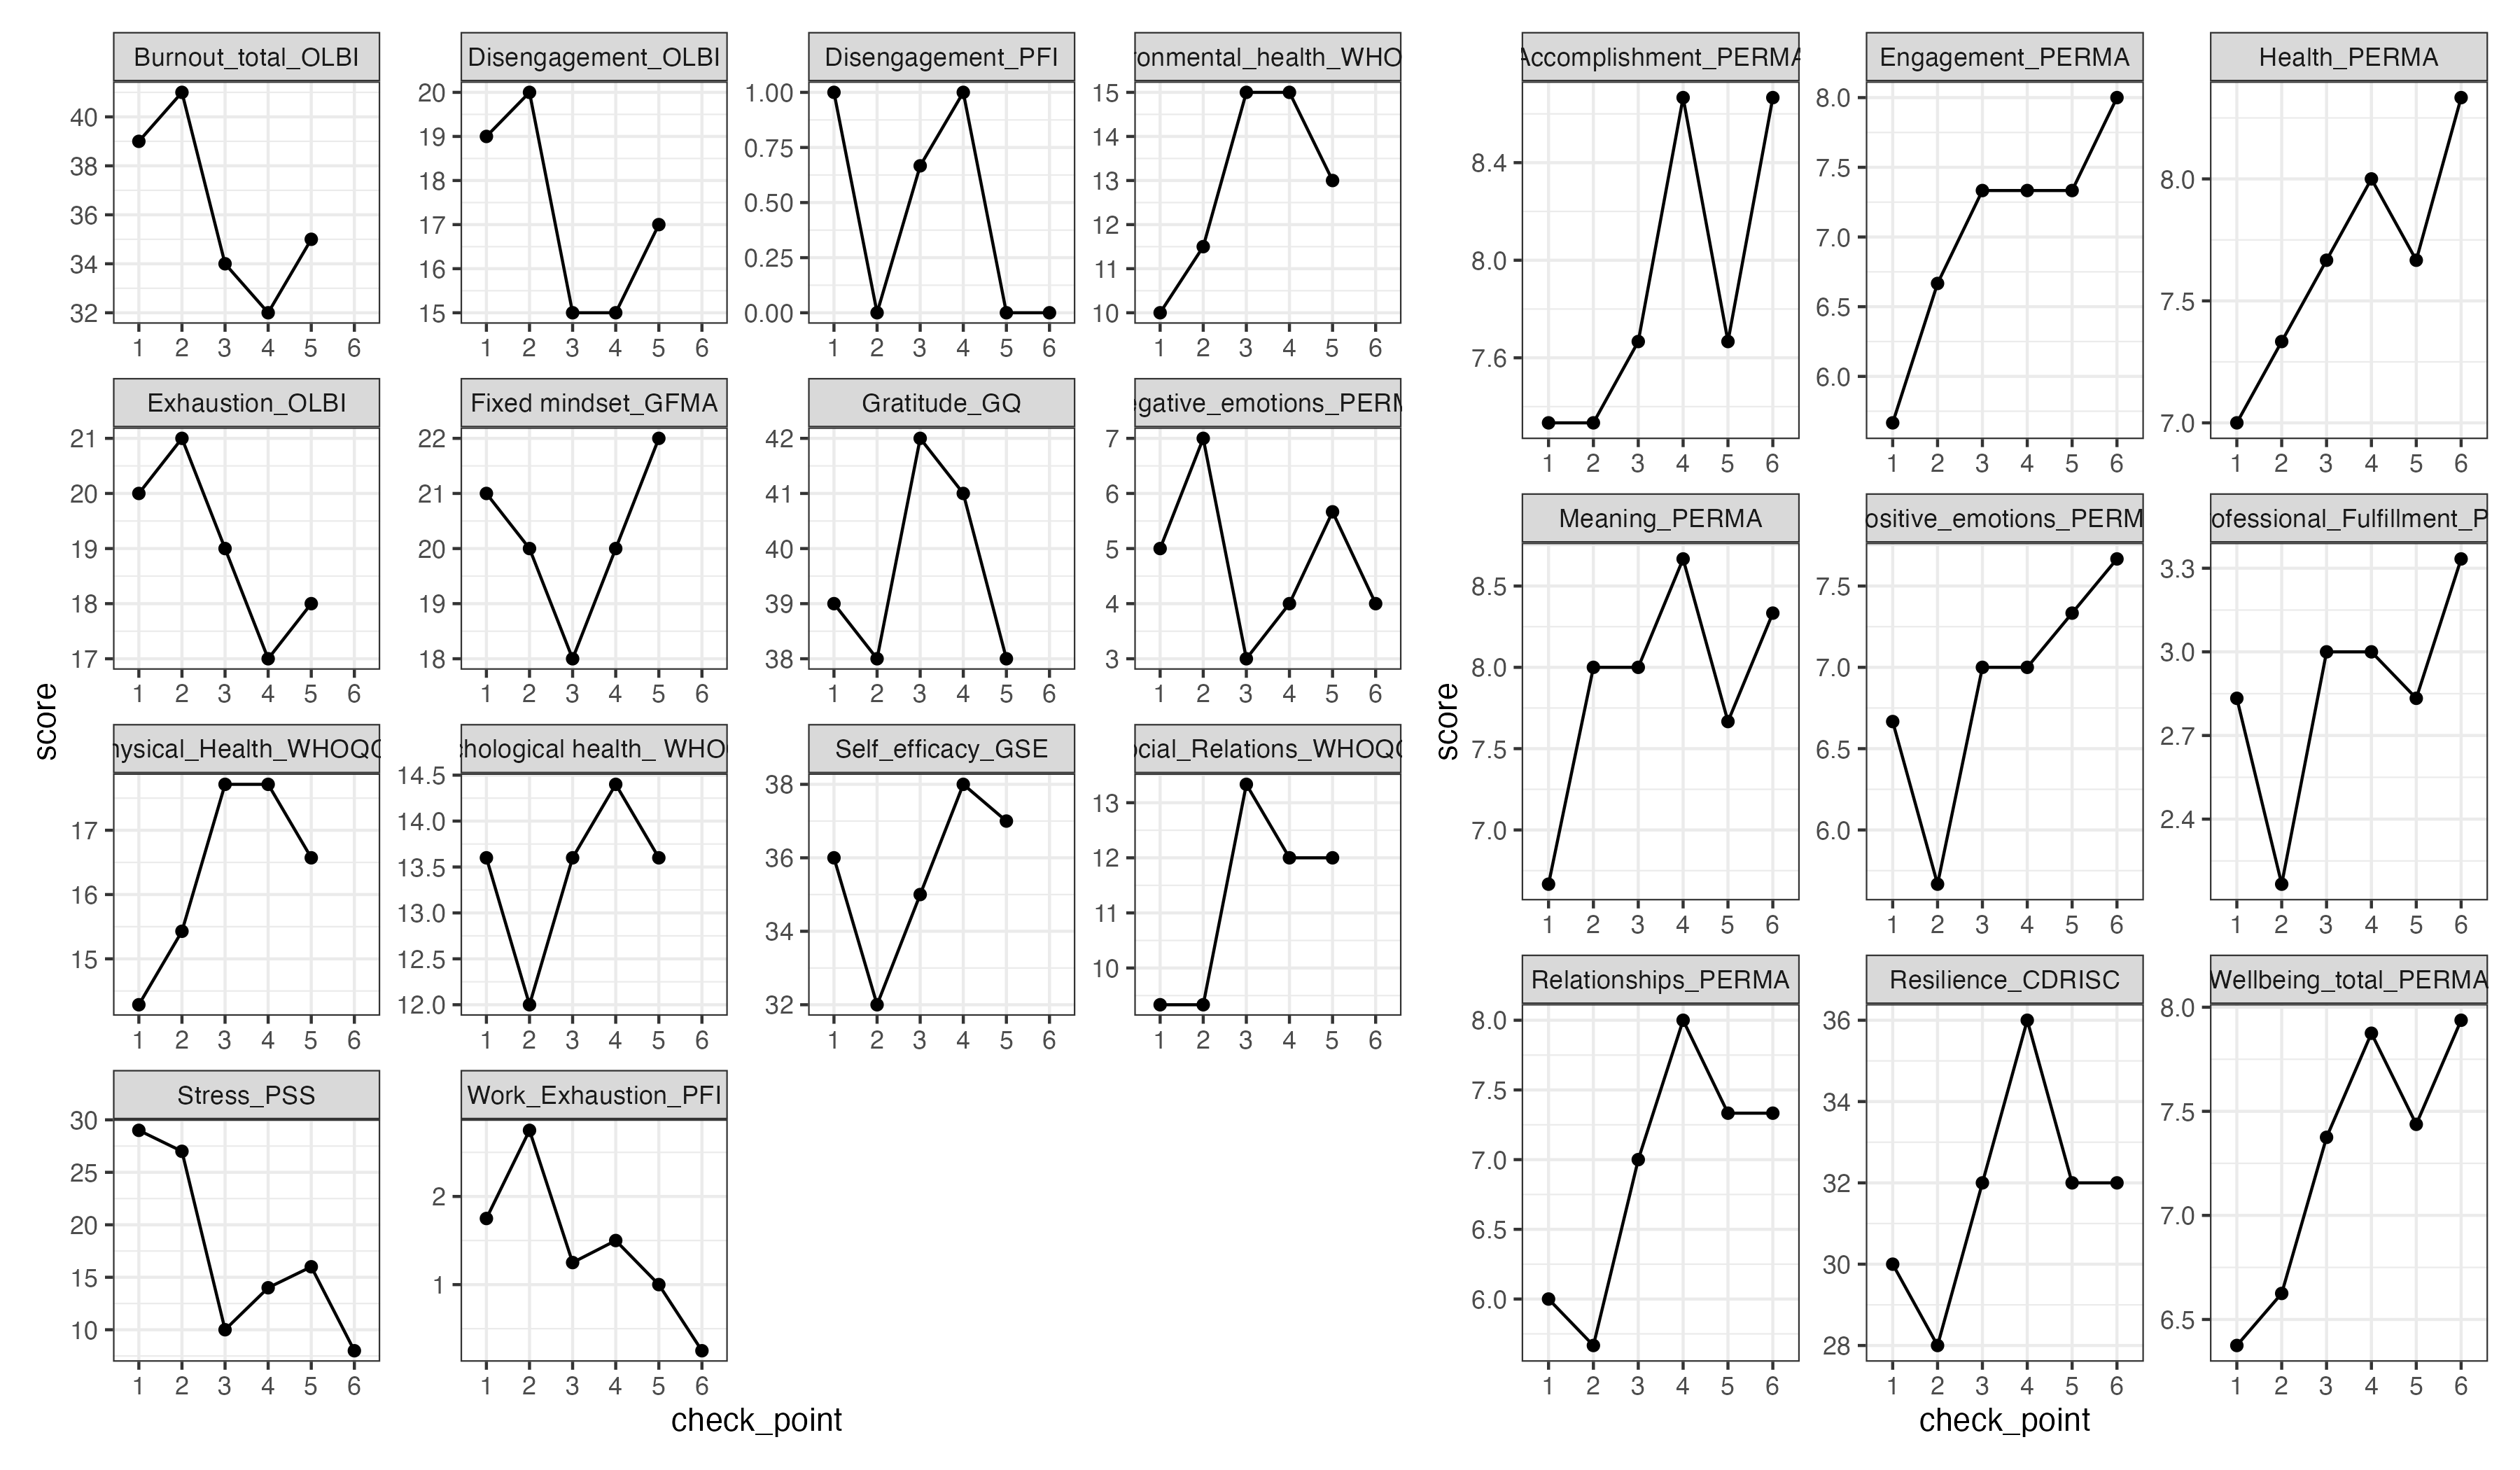 Burnout_total_OLBI
Disengagement_OLBI
Disengagement_PFI
ronmental_health_WHO
40
38
36
34
32
1 2 3 4 5 6
20
19
18
17
16
15
1 2 3 4 5 6
1.00
0.75
0.50
0.25
0.00
1 2 3 4 5 6
15
14
13
12
11
10
1 2 3 4 5 6
Exhaustion_OLBI
Fixed mindset_GFMA
Gratitude_GQ
egative_emotions_PERM
21
20
19
18
17
1 2 3 4 5 6
22
21
20
19
18
1 2 3 4 5 6
42
41
40
39
38
1 2 3 4 5 6
7
6
5
4
3
1 2 3 4 5 6
hysical_Health_WHOQO
chological health_ WHO
Self_efficacy_GSE
ocial_Relations_WHOQO
17
16
15
1 2 3 4 5 6
14.5
14.0
13.5
13.0
12.5
12.0
1 2 3 4 5 6
38
36
34
32
1 2 3 4 5 6
13
12
11
10
1 2 3 4 5 6
Stress_PSS
Work_Exhaustion_PFI
30
25
20
15
10
1 2 3 4 5 6
2
1
1 2 3 4 5 6
score
check_point
Accomplishment_PERMA
Engagement_PERMA
Health_PERMA
8.4
8.0
7.6
1 2 3 4 5 6
8.0
7.5
7.0
6.5
6.0
1 2 3 4 5 6
8.0
7.5
7.0
1 2 3 4 5 6
Meaning_PERMA
ositive_emotions_PERM
ofessional_Fulfillment_P
8.5
8.0
7.5
7.0
1 2 3 4 5 6
7.5
7.0
6.5
6.0
1 2 3 4 5 6
3.3
3.0
2.7
2.4
1 2 3 4 5 6
Relationships_PERMA
Resilience_CDRISC
Wellbeing_total_PERMA
8.0
7.5
7.0
6.5
6.0
1 2 3 4 5 6
36
34
32
30
28
1 2 3 4 5 6
8.0
7.5
7.0
6.5
1 2 3 4 5 6
score
check_point